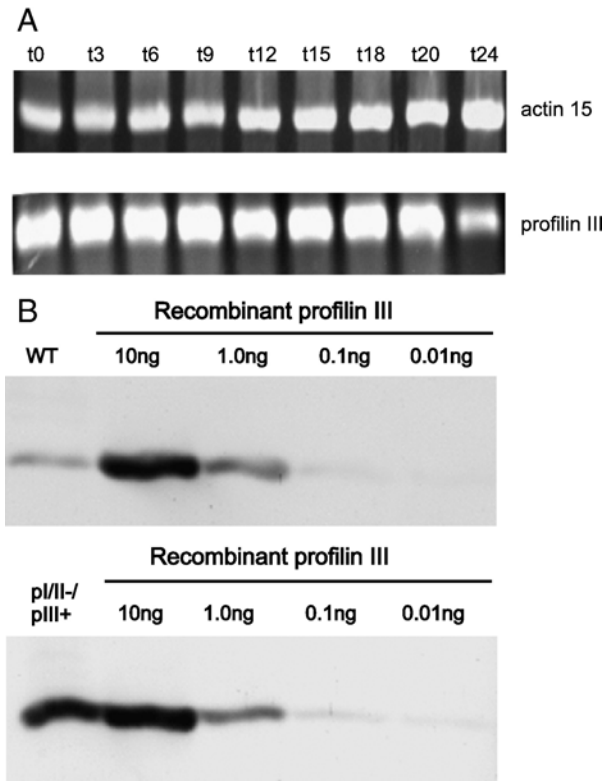 A
t0 t3 t6 t9 t12 t15 t18 t20 t24
actin 15
profilin III
B
Recombinant profilin III
WT 10ng 1.0ng 0.1ng 0.01ng
Recombinant profilin III
pI/II-/
pIII+ 10ng 1.0ng 0.1ng 0.01ng